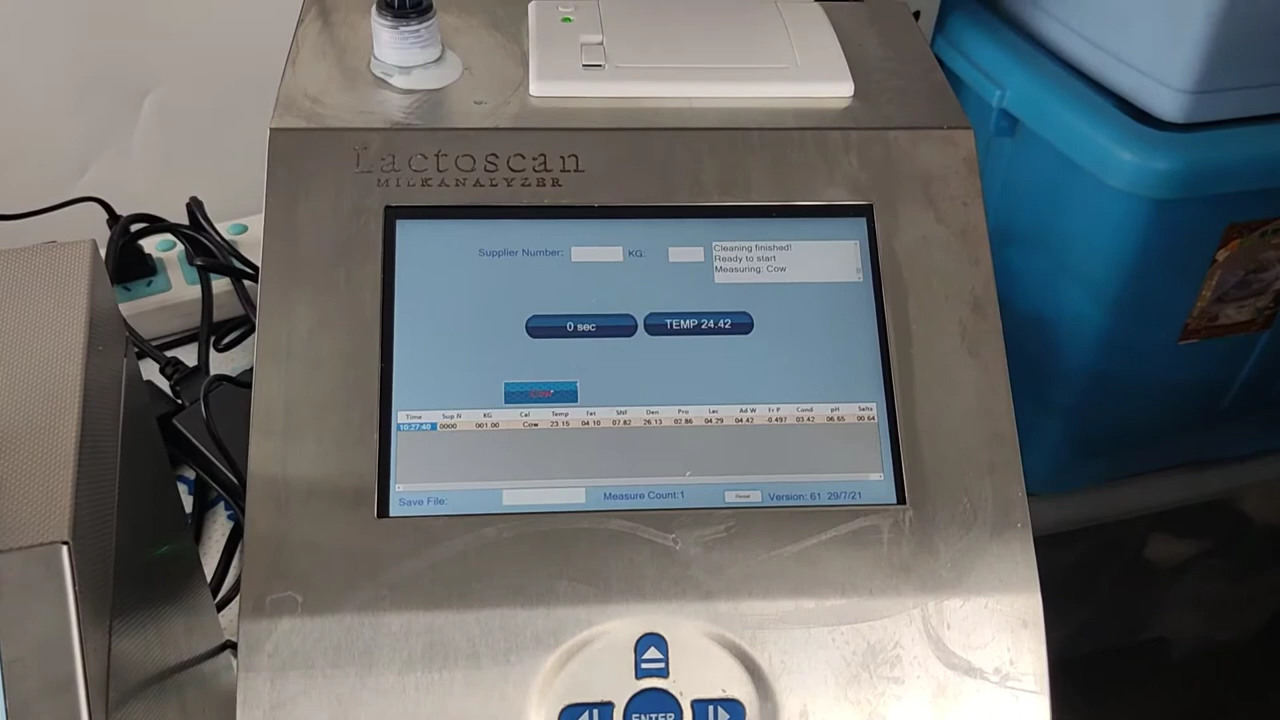 Lactoscan
MILKANALYZER
Supplier Number: KG:
Cleaning finished!
Ready to start
Measuring: Cow
0 sec TEMP 24.42
Time Sup N KG Cal Temp Fat SNF Den Pro Lac Ad W Fr P Cond pH Salts
10:27:40 0000 001.00 Cow 23.15 04.10 07.82 26.13 02.86 04.29 04.42 -0.497 03.42 06.65 00.64
Save File: Measure Count:1 Reset Version: 61 29/7/21
ENTER